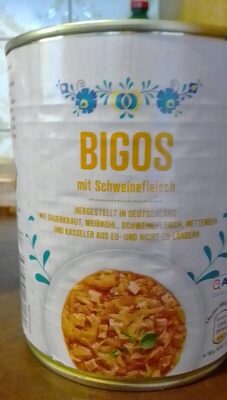 BIGOS
mit Schweinefleisch
HERGESTELLT IN DEUTSCHLAND
MIT SAUERKRAUT, WEIẞKOHL, SCHWEINEFLEISCH, METTENDEN
UND KASSELER AUS EU- UND NICHT-EU-LÄNDERN